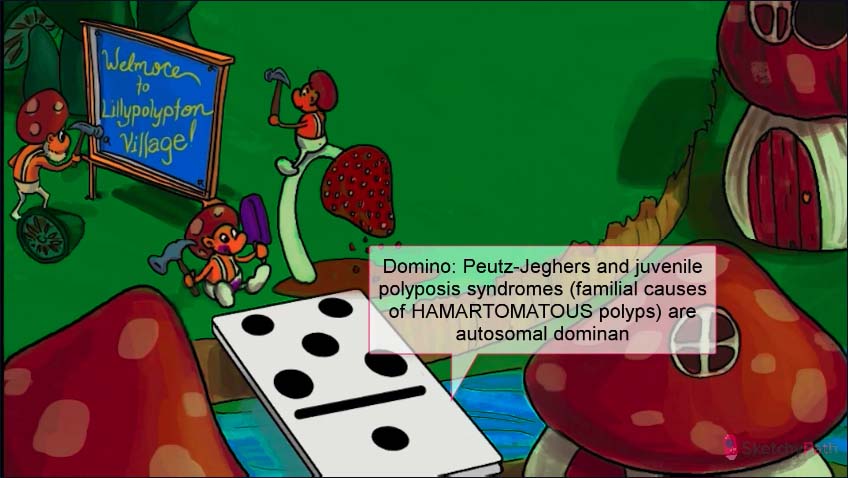 Welmoce
to
Lillypolypton
Village!
Domino: Peutz-Jeghers and juvenile
polyposis syndromes (familial causes
of HAMARTOMATOUS polyps) are
autosomal dominan
SketchyPath